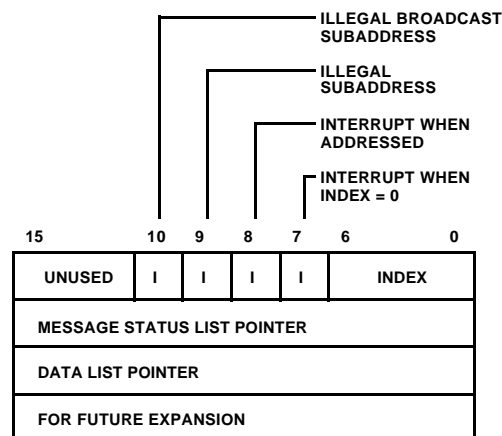 ILLEGAL BROADCAST
SUBADDRESS
ILLEGAL
SUBADDRESS
INTERRUPT WHEN
ADDRESSED
INTERRUPT WHEN
INDEX = 0
15 10 9 8 7 6 0
UNUSED I I I I INDEX
MESSAGE STATUS LIST POINTER
DATA LIST POINTER
FOR FUTURE EXPANSION